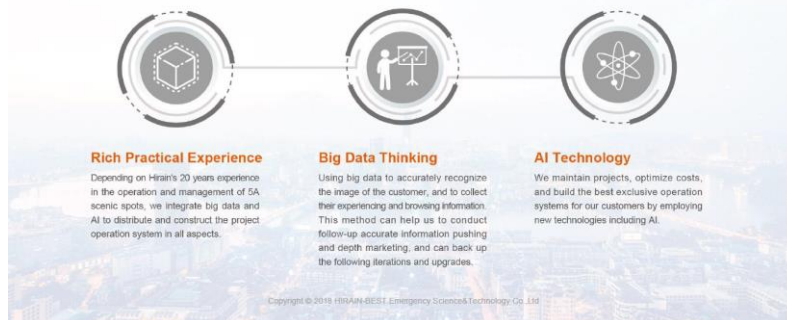 Rich Practical Experience
Depending on Hirain's 20 years experience
in the operation and management of 5A
scenic spots, we integrate big data and
AI to distribute and construct the project
operation system in all aspects.
Big Data Thinking
Using big data to accurately recognize
the image of the customer, and to collect
their experiencing and browsing information.
This method can help us to conduct
follow-up accurate information pushing
and depth marketing, and can back up
the following iterations and upgrades.
AI Technology
We maintain projects, optimize costs,
and build the best exclusive operation
systems for our customers by employing
new technologies including AI.
Copyright © 2018 HIRAIN-BEST Emergency Science&Technology Co.,Ltd